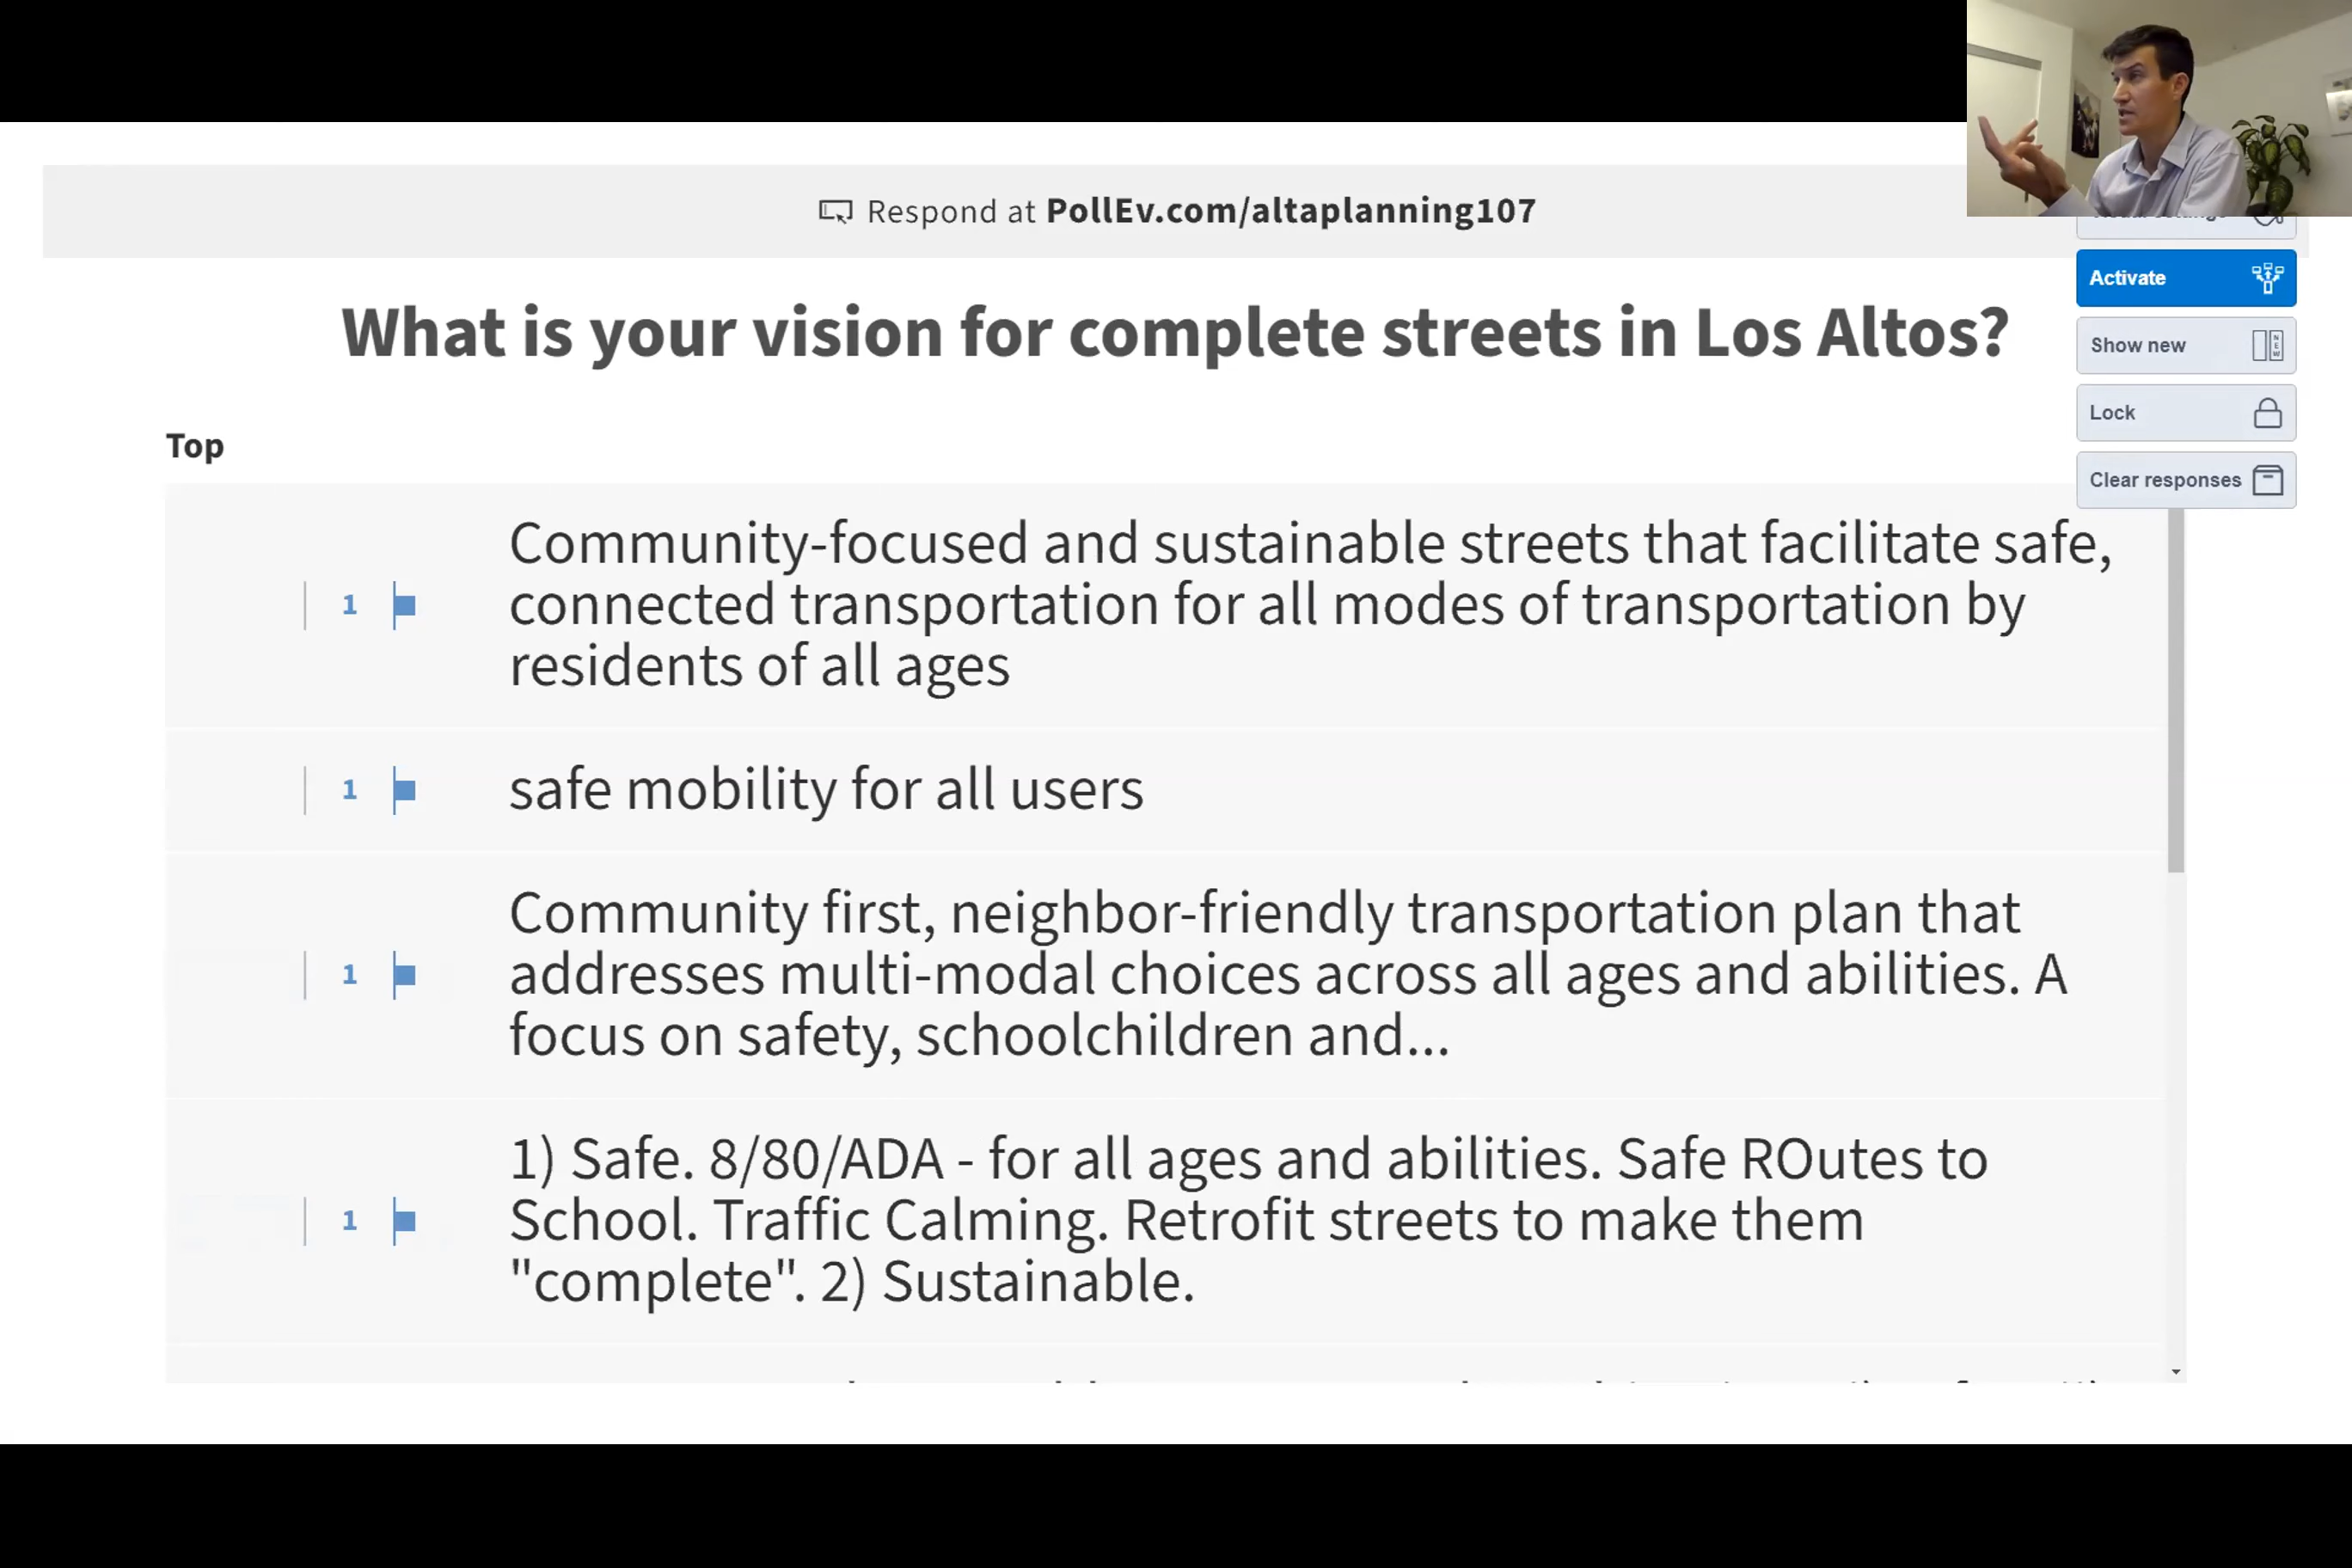 Respond at PollEv.com/altaplanning107
Activate
What is your vision for complete streets in Los Altos?
Show new
NEW
Lock
Top
Clear responses
Community-focused and sustainable streets that facilitate safe,
1
connected transportation for all modes of transportation by
residents of all ages
1
safe mobility for all users
Community first, neighbor-friendly transportation plan that
1
addresses multi-modal choices across all ages and abilities. A
focus on safety, schoolchildren and...
1) Safe. 8/80/ADA - for all ages and abilities. Safe ROutes to
1
School. Traffic Calming. Retrofit streets to make them
"complete". 2) Sustainable.